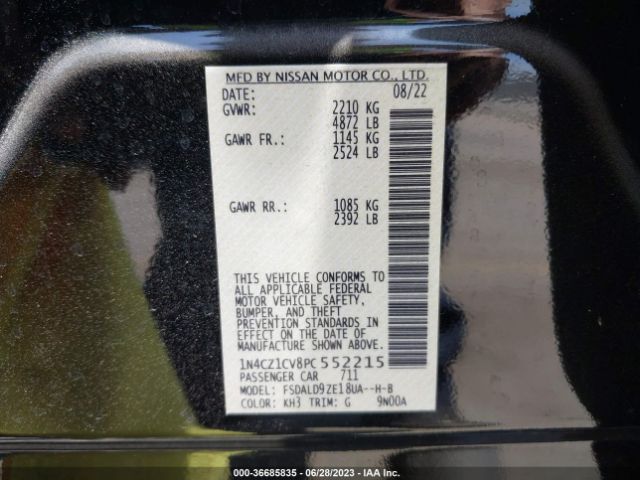 MFD BY NISSAN MOTOR CO., LTD.
DATE: 08/22
GVWR: 2210 KG
4872 LB
GAWR FR.: 1145 KG
2524 LB
GAWR RR.: 1085 KG
2392 LB
THIS VEHICLE CONFORMS TO
ALL APPLICABLE FEDERAL
MOTOR VEHICLE SAFETY,
BUMPER, AND THEFT
PREVENTION STANDARDS IN
EFFECT ON THE DATE OF
MANUFACTURE SHOWN ABOVE.
1N4CZ1CV8PC552215
PASSENGER CAR 711
MODEL: FSDALD9ZE18UA--H-B
COLOR: KH3 TRIM: G 9N00A
000-36685835 - 06/28/2023 - IAA Inc.